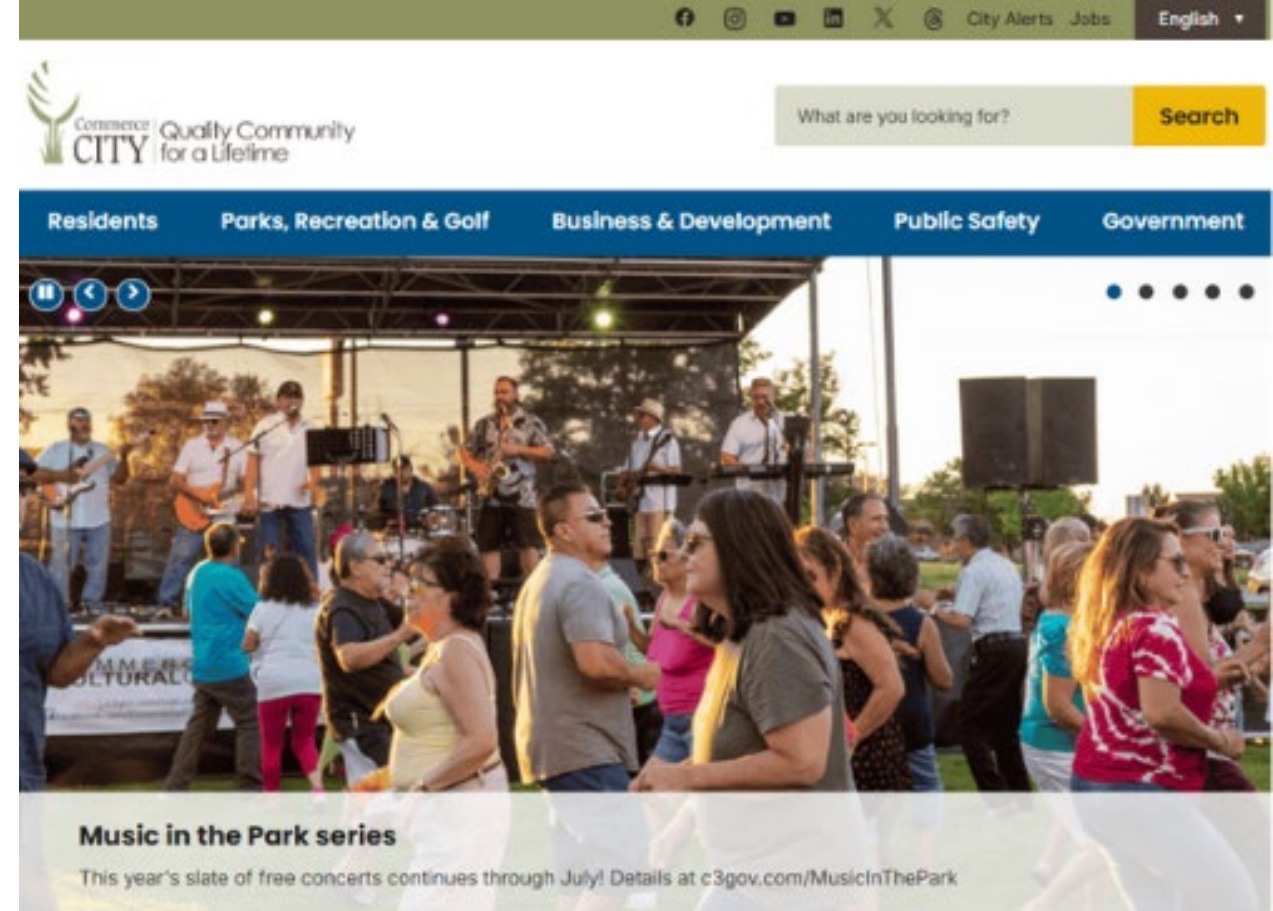 City Alerts Jobs English
Commerce
CITY
Quality Community
for a Lifetime
What are you looking for?
Search
Residents Parks, Recreation & Golf Business & Development Public Safety Government
Music in the Park series
This year's slate of free concerts continues through July! Details at c3gov.com/MusicInThePark